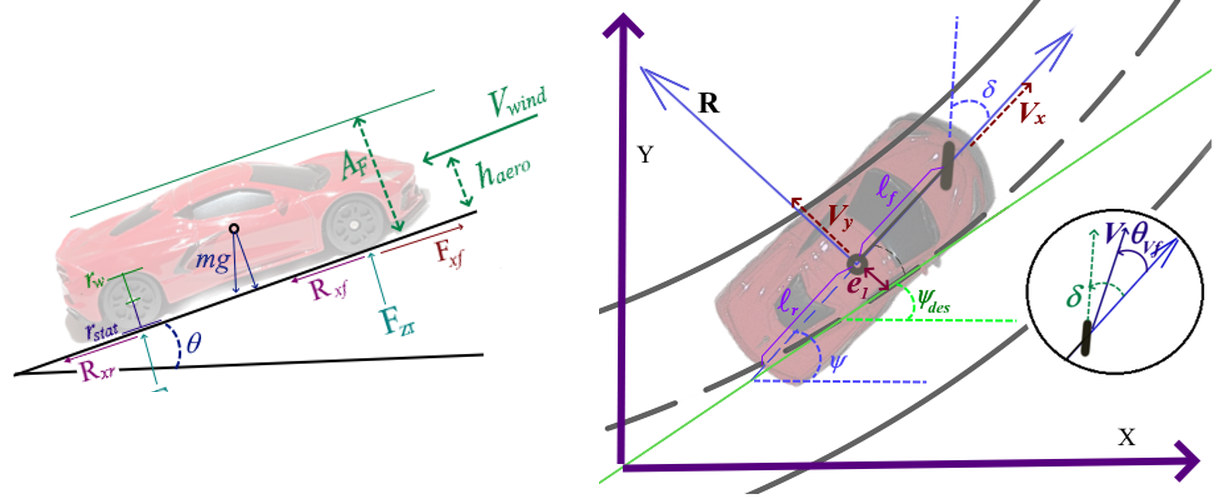 V_wind
A_F
h_aero
mg
F_xf
r_w
R_xf
r_stat
θ
F_zr
R_xr
δ
R
V_x
Y
ℓ_f
V_y
V θ_Vf
e_1
δ
ℓ_r
ψ_des
ψ
X